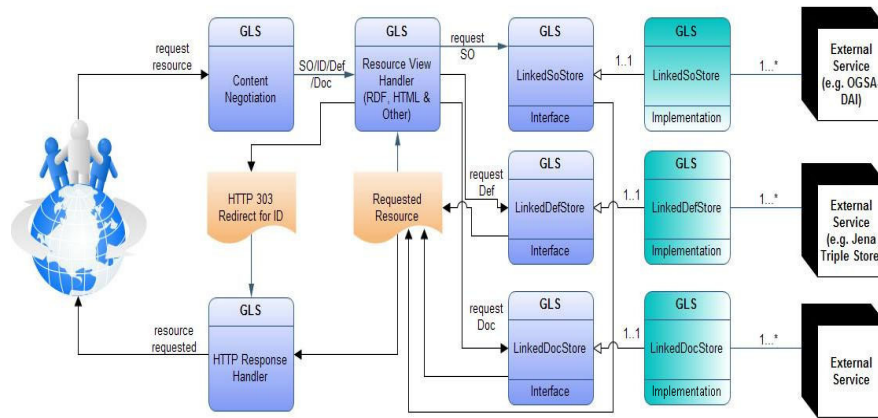 request
resource
GLS
Content
Negotiation
SO/ID/Def
/Doc
GLS
Resource View
Handler
(RDF, HTML &
Other)
request
SO
GLS
LinkedSoStore
Interface
1..1
GLS
LinkedSoStore
Implementation
1...*
External
Service
(e.g. OGSA-
DAI)
HTTP 303
Redirect for ID
Requested
Resource
request
Def
GLS
LinkedDefStore
Interface
1..1
GLS
LinkedDefStore
Implementation
1...*
External
Service
(e.g. Jena
Triple Store)
resource
requested
GLS
HTTP Response
Handler
request
Doc
GLS
LinkedDocStore
Interface
1..1
GLS
LinkedDocStore
Implementation
1...*
External
Service